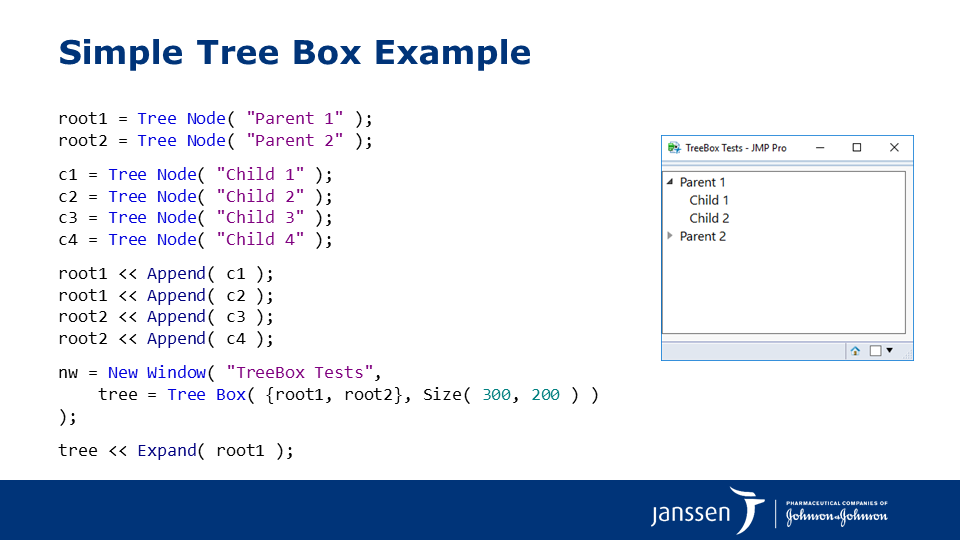 Simple Tree Box Example
root1 = Tree Node( "Parent 1" );
root2 = Tree Node( "Parent 2" );
c1 = Tree Node( "Child 1" );
c2 = Tree Node( "Child 2" );
c3 = Tree Node( "Child 3" );
c4 = Tree Node( "Child 4" );
root1 << Append( c1 );
root1 << Append( c2 );
root2 << Append( c3 );
root2 << Append( c4 );
nw = New Window( "TreeBox Tests",
    tree = Tree Box( {root1, root2}, Size( 300, 200 ) )
);
tree << Expand( root1 );
TreeBox Tests - JMP Pro
Parent 1
Child 1
Child 2
Parent 2
janssen
PHARMACEUTICAL COMPANIES OF
Johnson & Johnson